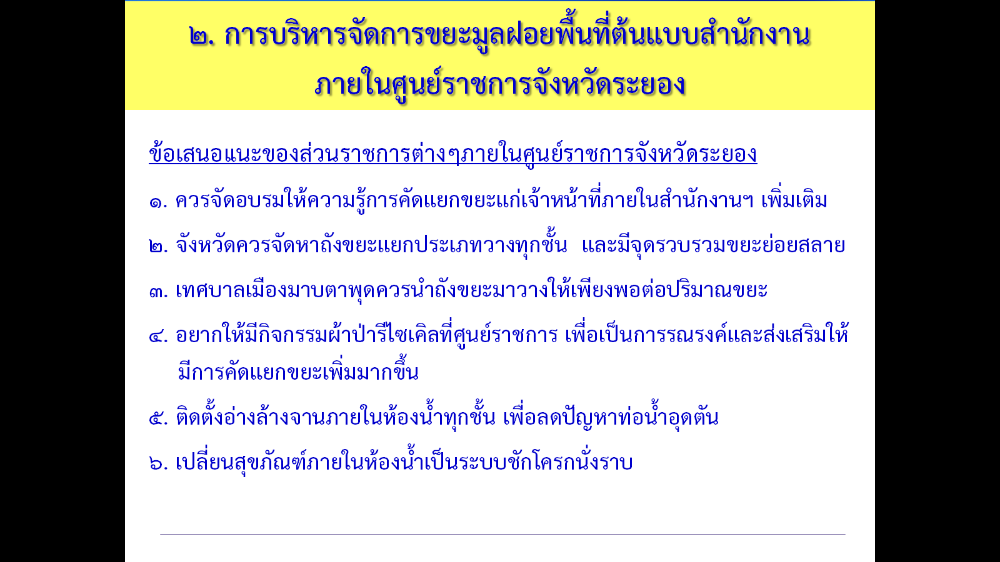 ๒. การบริหารจัดการขยะมูลฝอยพื้นที่ต้นแบบสำนักงาน
ภายในศูนย์ราชการจังหวัดระยอง
ข้อเสนอแนะของส่วนราชการต่างๆภายในศูนย์ราชการจังหวัดระยอง
๑. ควรจัดอบรมให้ความรู้การคัดแยกขยะแก่เจ้าหน้าที่ภายในสำนักงานฯ เพิ่มเติม
๒. จังหวัดควรจัดหาถังขยะแยกประเภทวางทุกชั้น  และมีจุดรวบรวมขยะย่อยสลาย
๓. เทศบาลเมืองมาบตาพุดควรนำถังขยะมาวางให้เพียงพอต่อปริมาณขยะ
๔. อยากให้มีกิจกรรมผ้าป่ารีไซเคิลที่ศูนย์ราชการ เพื่อเป็นการรณรงค์และส่งเสริมให้
มีการคัดแยกขยะเพิ่มมากขึ้น
๕. ติดตั้งอ่างล้างจานภายในห้องน้ำทุกชั้น เพื่อลดปัญหาท่อน้ำอุดตัน
๖. เปลี่ยนสุขภัณฑ์ภายในห้องน้ำเป็นระบบชักโครกนั่งราบ